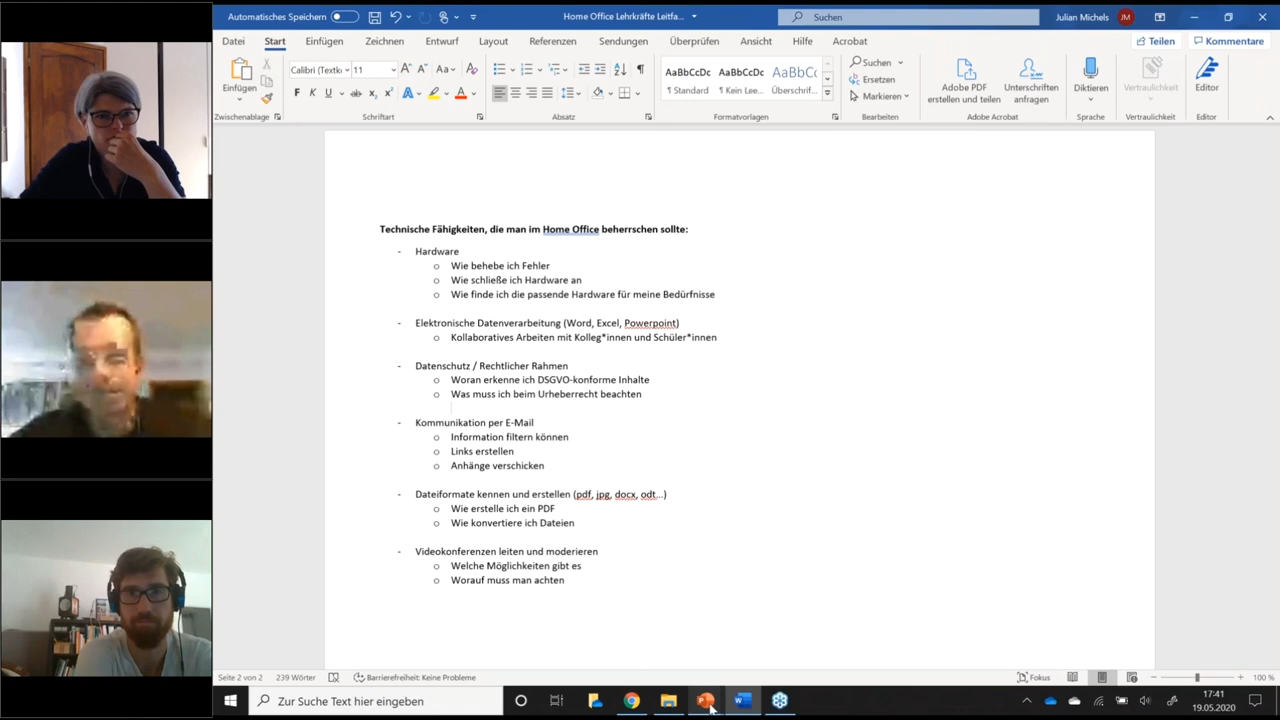 Automatisches Speichern
Home Office Lehrkräfte Leitfa...
Suchen
Julian Michels
JM
Datei Start Einfügen Zeichnen Entwurf Layout Referenzen Sendungen Überprüfen Ansicht Hilfe Acrobat
Teilen
Kommentare
Einfügen
Calibri (Textk
11
A A Aa
F K U ab x₂ x² A A
AaBbCcDc AaBbCcDc AaBbCc
¶ Standard ¶ Kein Lee... Überschrif...
Suchen
Ersetzen
Markieren
Adobe PDF
erstellen und teilen
Unterschriften
anfragen
Diktieren
Vertraulichkeit
Editor
Zwischenablage Schriftart Absatz Formatvorlagen Bearbeiten Adobe Acrobat Sprache Vertraulichkeit Editor
Technische Fähigkeiten, die man im Home Office beherrschen sollte:
- Hardware
o Wie behebe ich Fehler
o Wie schließe ich Hardware an
o Wie finde ich die passende Hardware für meine Bedürfnisse
- Elektronische Datenverarbeitung (Word, Excel, Powerpoint)
o Kollaboratives Arbeiten mit Kolleg*innen und Schüler*innen
- Datenschutz / Rechtlicher Rahmen
o Woran erkenne ich DSGVO-konforme Inhalte
o Was muss ich beim Urheberrecht beachten
- Kommunikation per E-Mail
o Information filtern können
o Links erstellen
o Anhänge verschicken
- Dateiformate kennen und erstellen (pdf, jpg, docx, odt...)
o Wie erstelle ich ein PDF
o Wie konvertiere ich Dateien
- Videokonferenzen leiten und moderieren
o Welche Möglichkeiten gibt es
o Worauf muss man achten
Seite 2 von 2 239 Wörter Barrierefreiheit: Keine Probleme
Fokus
100 %
Zur Suche Text hier eingeben
17:41
19.05.2020